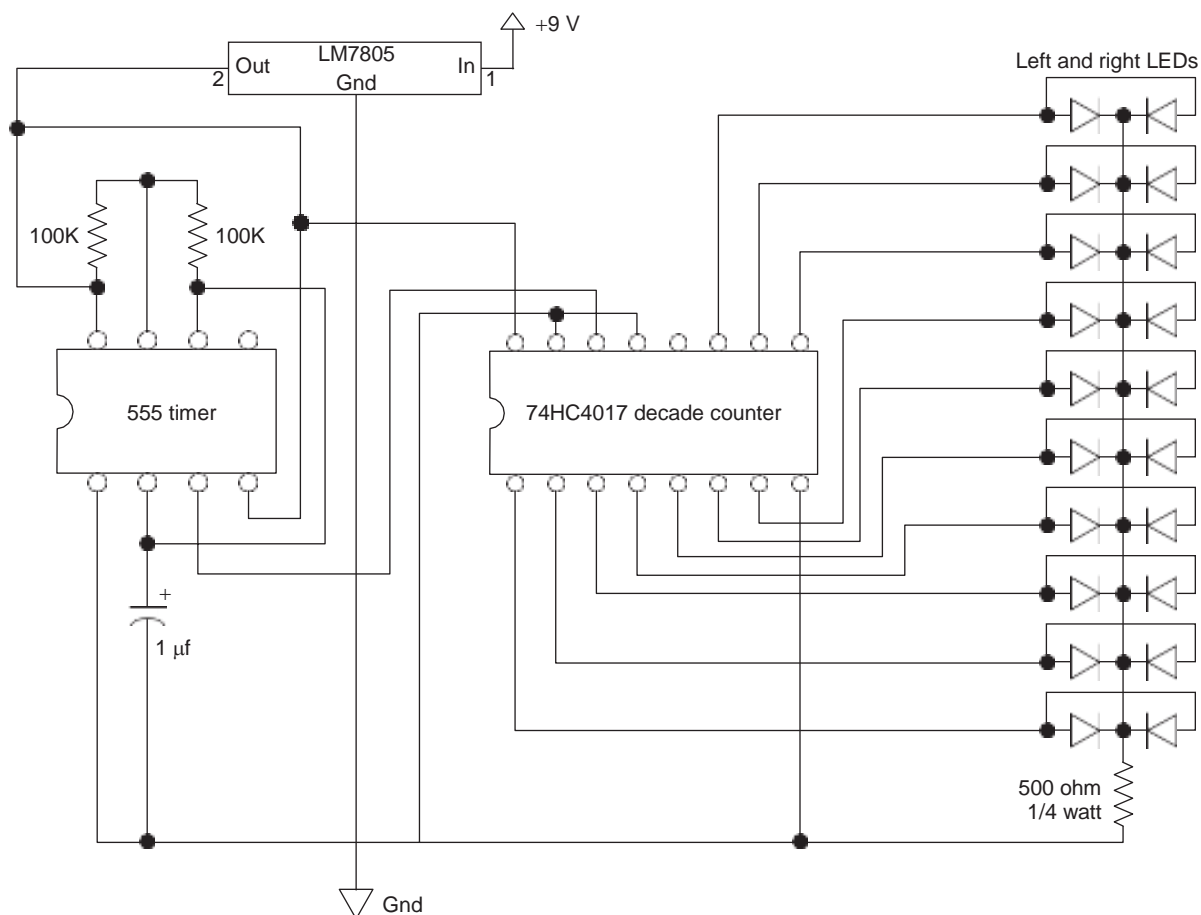 +9 V
LM7805
2 Out In 1
Gnd
Left and right LEDs
100K 100K
555 timer
74HC4017 decade counter
+
1 μf
500 ohm
1/4 watt
Gnd